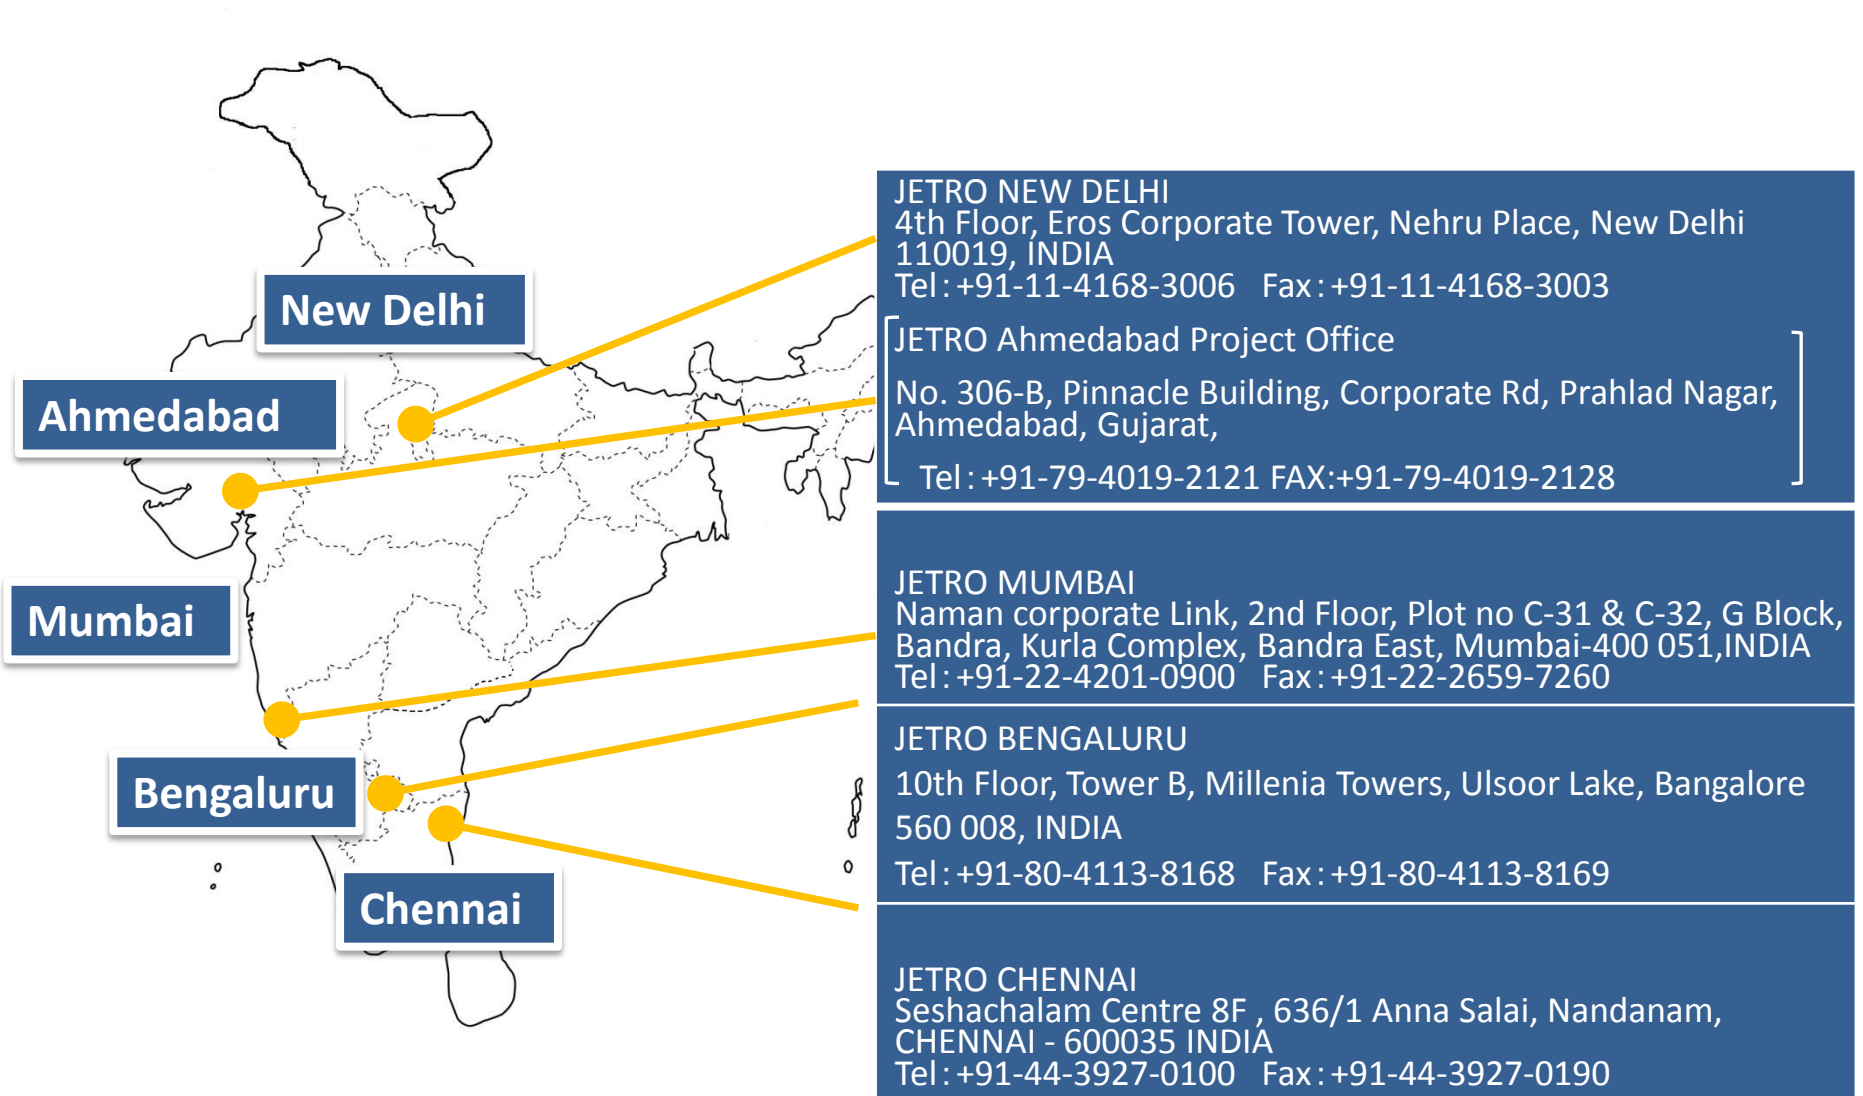 New Delhi
Ahmedabad
Mumbai
Bengaluru
Chennai
JETRO NEW DELHI
4th Floor, Eros Corporate Tower, Nehru Place, New Delhi
110019, INDIA
Tel:+91-11-4168-3006 Fax:+91-11-4168-3003
JETRO Ahmedabad Project Office
No. 306-B, Pinnacle Building, Corporate Rd, Prahlad Nagar,
Ahmedabad, Gujarat,
Tel:+91-79-4019-2121 FAX:+91-79-4019-2128
JETRO MUMBAI
Naman corporate Link, 2nd Floor, Plot no C-31 & C-32, G Block,
Bandra, Kurla Complex, Bandra East, Mumbai-400 051,INDIA
Tel:+91-22-4201-0900 Fax:+91-22-2659-7260
JETRO BENGALURU
10th Floor, Tower B, Millenia Towers, Ulsoor Lake, Bangalore
560 008, INDIA
Tel:+91-80-4113-8168 Fax:+91-80-4113-8169
JETRO CHENNAI
Seshachalam Centre 8F , 636/1 Anna Salai, Nandanam,
CHENNAI - 600035 INDIA
Tel:+91-44-3927-0100 Fax:+91-44-3927-0190